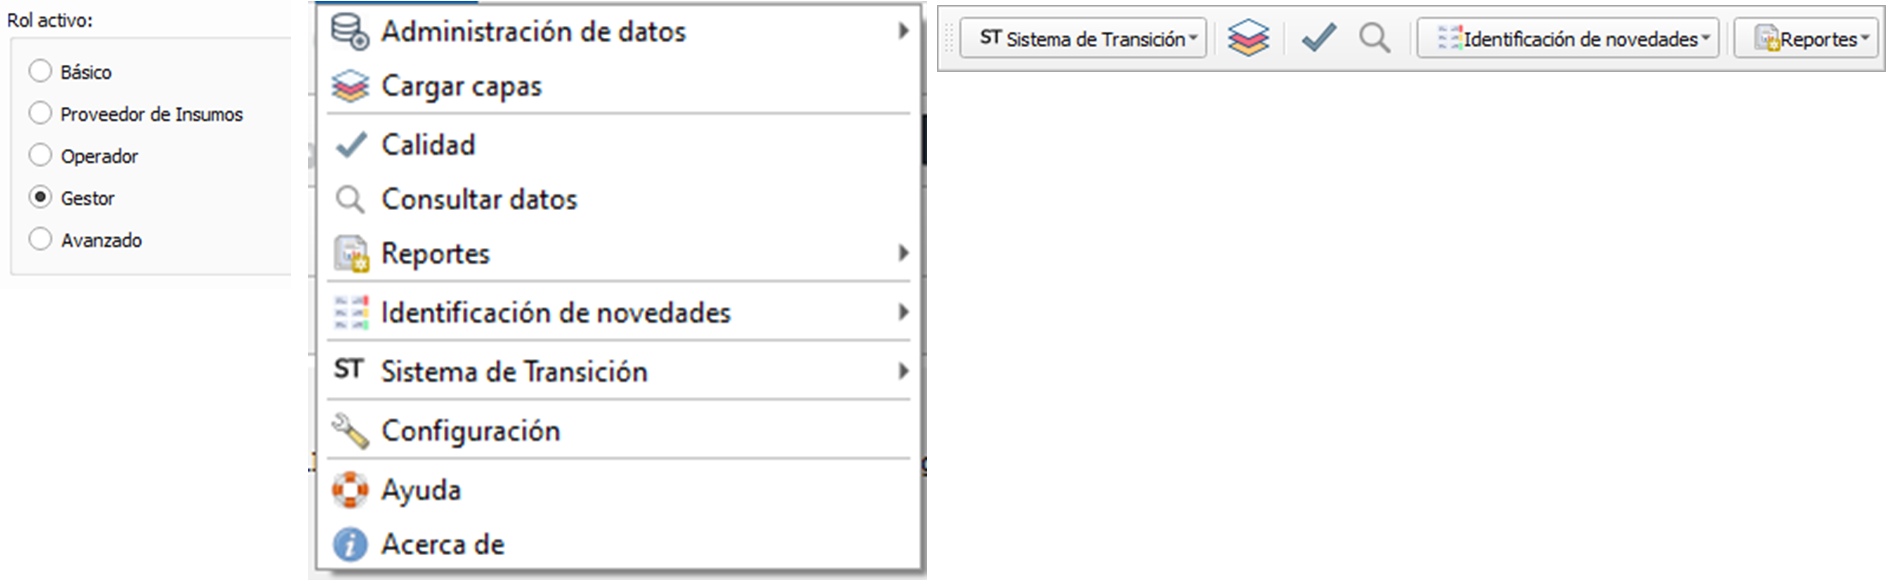 Rol activo:
Básico
Proveedor de Insumos
Operador
Gestor
Avanzado
Administración de datos
Cargar capas
Calidad
Consultar datos
Reportes
Identificación de novedades
ST Sistema de Transición
Configuración
Ayuda
Acerca de
ST Sistema de Transición
Identificación de novedades
Reportes